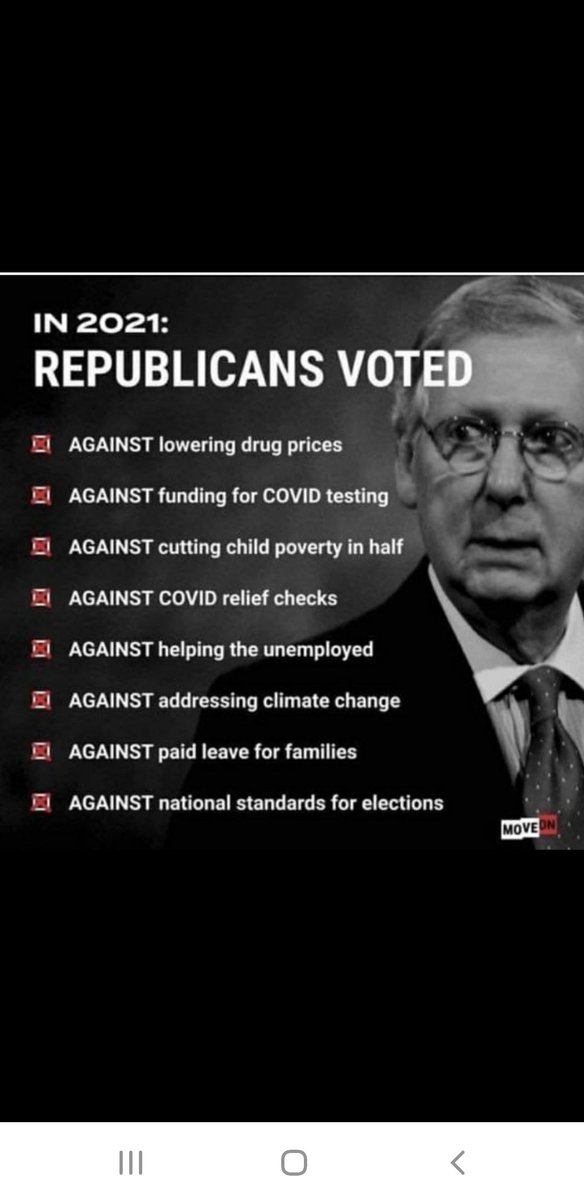 IN 2021:
REPUBLICANS VOTED
AGAINST lowering drug prices
AGAINST funding for COVID testing
AGAINST cutting child poverty in half
AGAINST COVID relief checks
AGAINST helping the unemployed
AGAINST addressing climate change
AGAINST paid leave for families
AGAINST national standards for elections
MOVEON